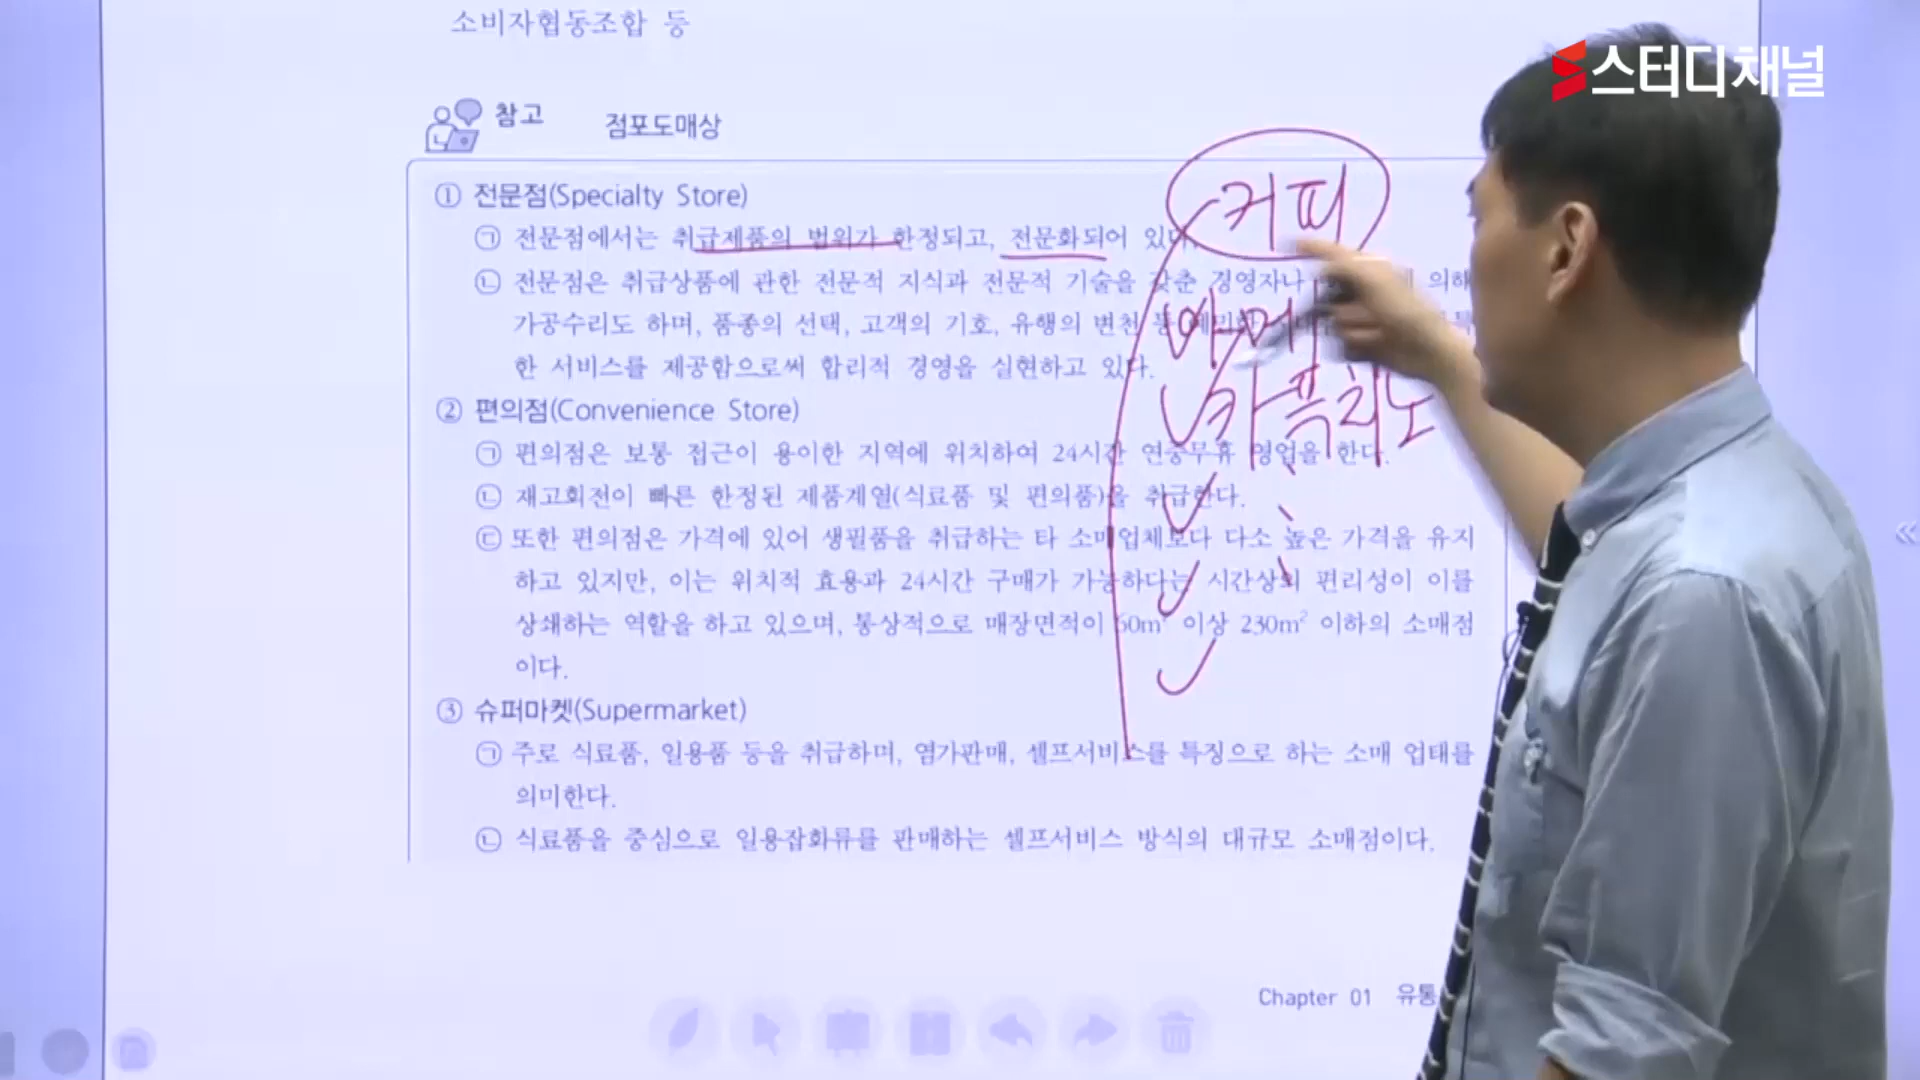 소비자협동조합 등
스터디채널
참고 점포도매상
① 전문점(Specialty Store)
㉠ 전문점에서는 취급제품의 범위가 한정되고, 전문화되어 있다.
㉡ 전문점은 취급상품에 관한 전문적 지식과 전문적 기술을 갖춘 경영자나 의해
가공수리도 하며, 품종의 선택, 고객의 기호, 유행의 변천 등 예민한
한 서비스를 제공함으로써 합리적 경영을 실현하고 있다.
② 편의점(Convenience Store)
㉠ 편의점은 보통 접근이 용이한 지역에 위치하여 24시간 연중무휴 영업을 한다.
㉡ 재고회전이 빠른 한정된 제품계열(식료품 및 편의품)을 취급한다.
㉢ 또한 편의점은 가격에 있어 생필품을 취급하는 타 소매업체보다 다소 높은 가격을 유지
하고 있지만, 이는 위치적 효용과 24시간 구매가 가능하다는 시간상의 편리성이 이를
상쇄하는 역할을 하고 있으며, 통상적으로 매장면적이 60m² 이상 230m² 이하의 소매점
이다.
③ 슈퍼마켓(Supermarket)
㉠ 주로 식료품, 일용품 등을 취급하며, 염가판매, 셀프서비스를 특징으로 하는 소매 업태를
의미한다.
㉡ 식료품을 중심으로 일용잡화류를 판매하는 셀프서비스 방식의 대규모 소매점이다.
커피
아메
카푸치노
Chapter 01 유통